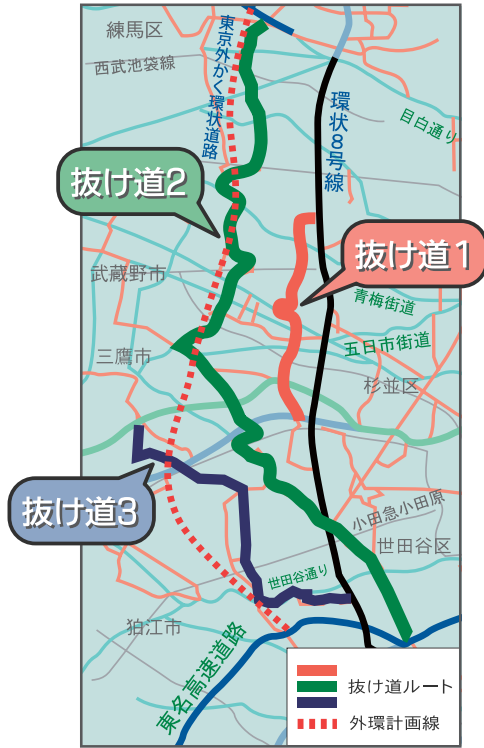 練馬区
西武池袋線
東京外かく環状道路
環状8号線
目白通り
抜け道2
抜け道1
武蔵野市
青梅街道
五日市街道
三鷹市
杉並区
抜け道3
小田急小田原
世田谷区
世田谷通り
狛江市
東名高速道路
抜け道ルート
外環計画線